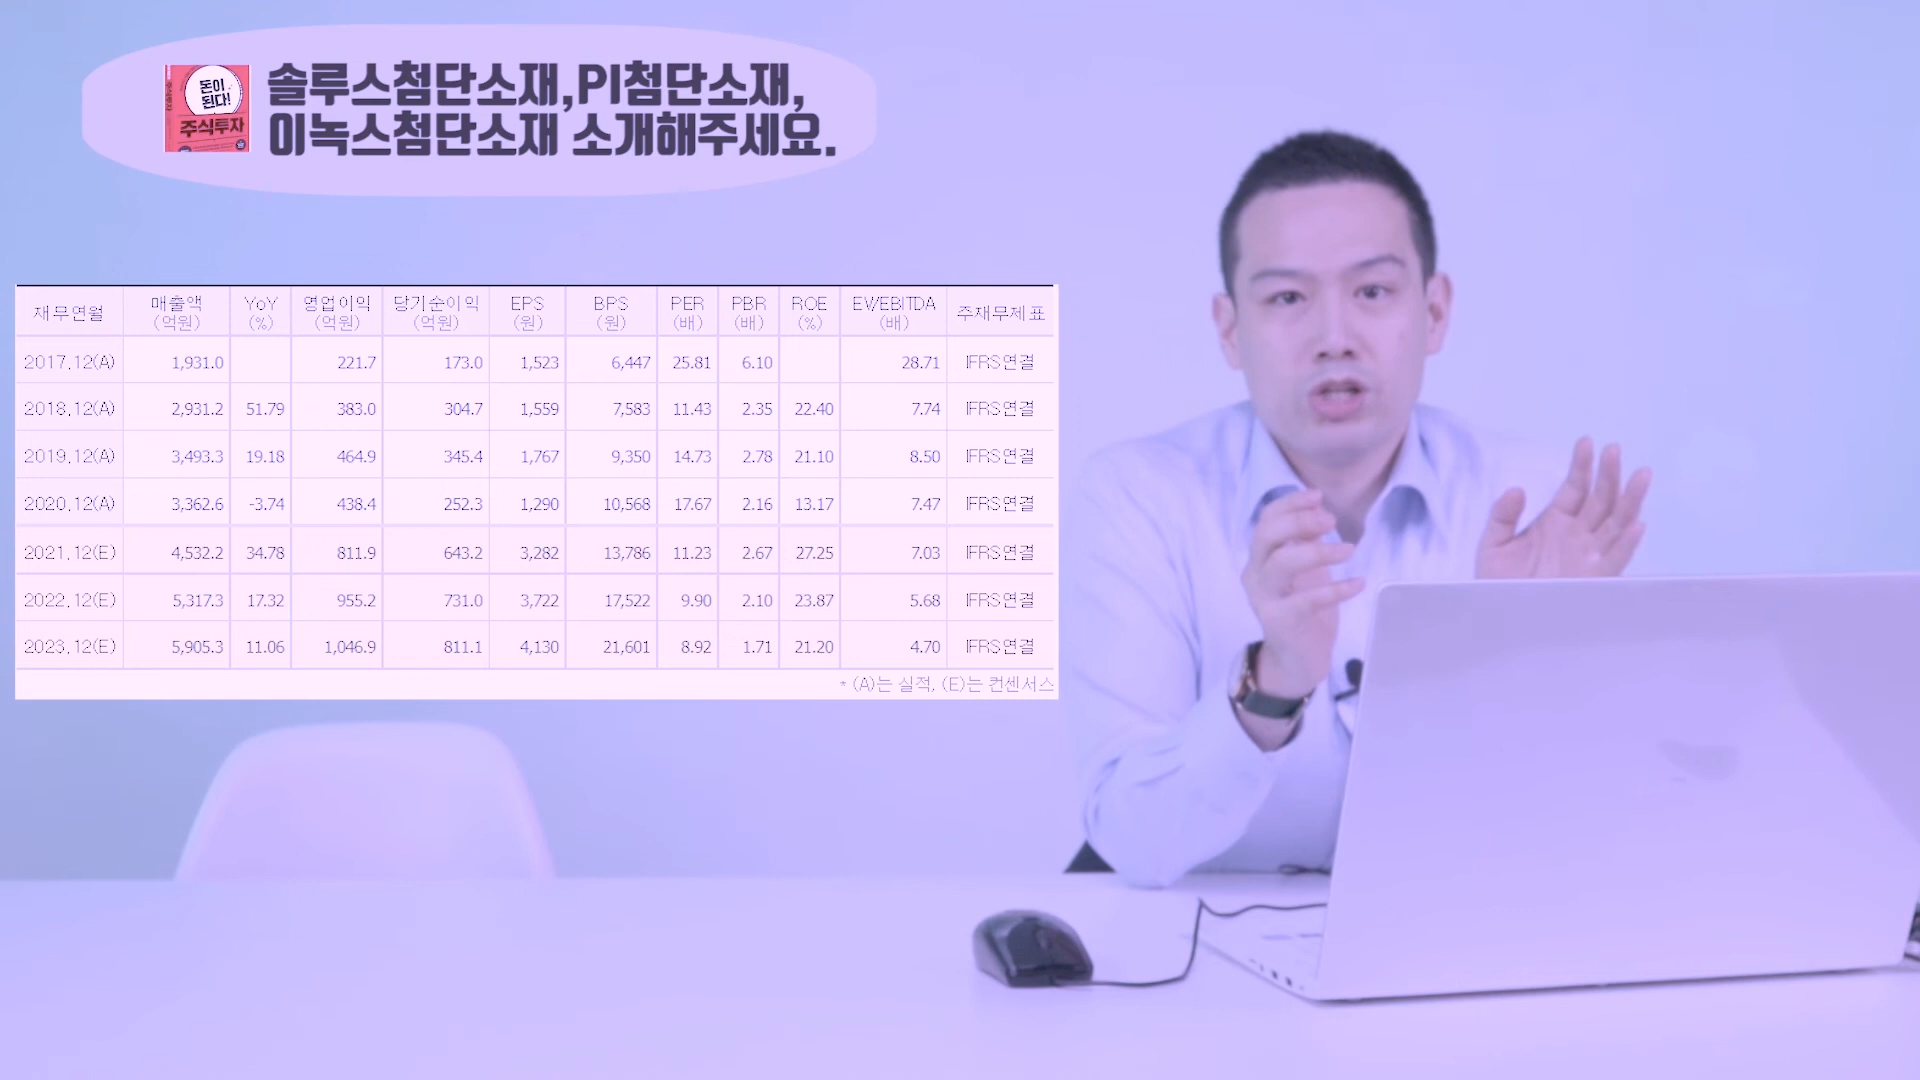 돈이
된다!
주식투자
솔루스첨단소재,PI첨단소재,
이녹스첨단소재 소개해주세요.
재무연월 매출액 (억원) YoY (%) 영업이익 (억원) 당기순이익 (억원) EPS (원) BPS (원) PER (배) PBR (배) ROE (%) EV/EBITDA (배) 주재무제표
2017.12(A) 1,931.0 221.7 173.0 1,523 6,447 25.81 6.10 28.71 IFRS연결
2018.12(A) 2,931.2 51.79 383.0 304.7 1,559 7,583 11.43 2.35 22.40 7.74 IFRS연결
2019.12(A) 3,493.3 19.18 464.9 345.4 1,767 9,350 14.73 2.78 21.10 8.50 IFRS연결
2020.12(A) 3,362.6 -3.74 438.4 252.3 1,290 10,568 17.67 2.16 13.17 7.47 IFRS연결
2021.12(E) 4,532.2 34.78 811.9 643.2 3,282 13,786 11.23 2.67 27.25 7.03 IFRS연결
2022.12(E) 5,317.3 17.32 955.2 731.0 3,722 17,522 9.90 2.10 23.87 5.68 IFRS연결
2023.12(E) 5,905.3 11.06 1,046.9 811.1 4,130 21,601 8.92 1.71 21.20 4.70 IFRS연결
* (A)는 실적, (E)는 컨센서스